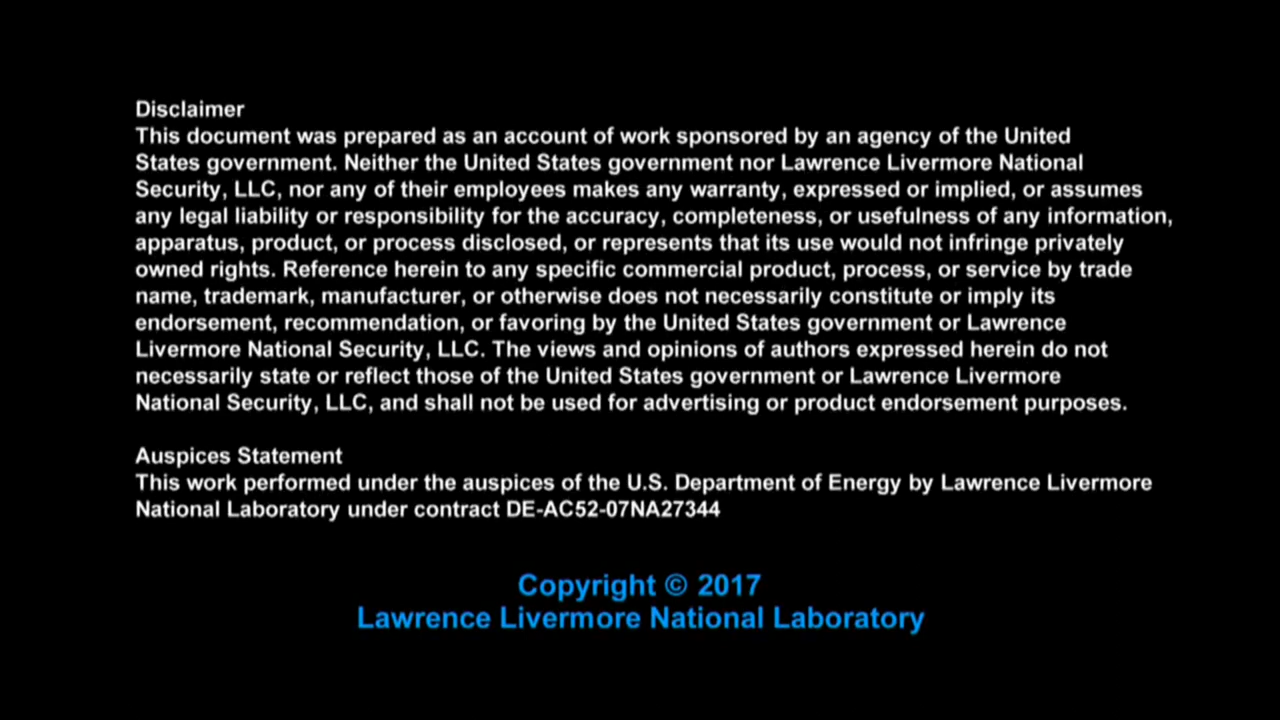 Disclaimer
This document was prepared as an account of work sponsored by an agency of the United
States government. Neither the United States government nor Lawrence Livermore National
Security, LLC, nor any of their employees makes any warranty, expressed or implied, or assumes
any legal liability or responsibility for the accuracy, completeness, or usefulness of any information,
apparatus, product, or process disclosed, or represents that its use would not infringe privately
owned rights. Reference herein to any specific commercial product, process, or service by trade
name, trademark, manufacturer, or otherwise does not necessarily constitute or imply its
endorsement, recommendation, or favoring by the United States government or Lawrence
Livermore National Security, LLC. The views and opinions of authors expressed herein do not
necessarily state or reflect those of the United States government or Lawrence Livermore
National Security, LLC, and shall not be used for advertising or product endorsement purposes.
Auspices Statement
This work performed under the auspices of the U.S. Department of Energy by Lawrence Livermore
National Laboratory under contract DE-AC52-07NA27344
Copyright © 2017
Lawrence Livermore National Laboratory